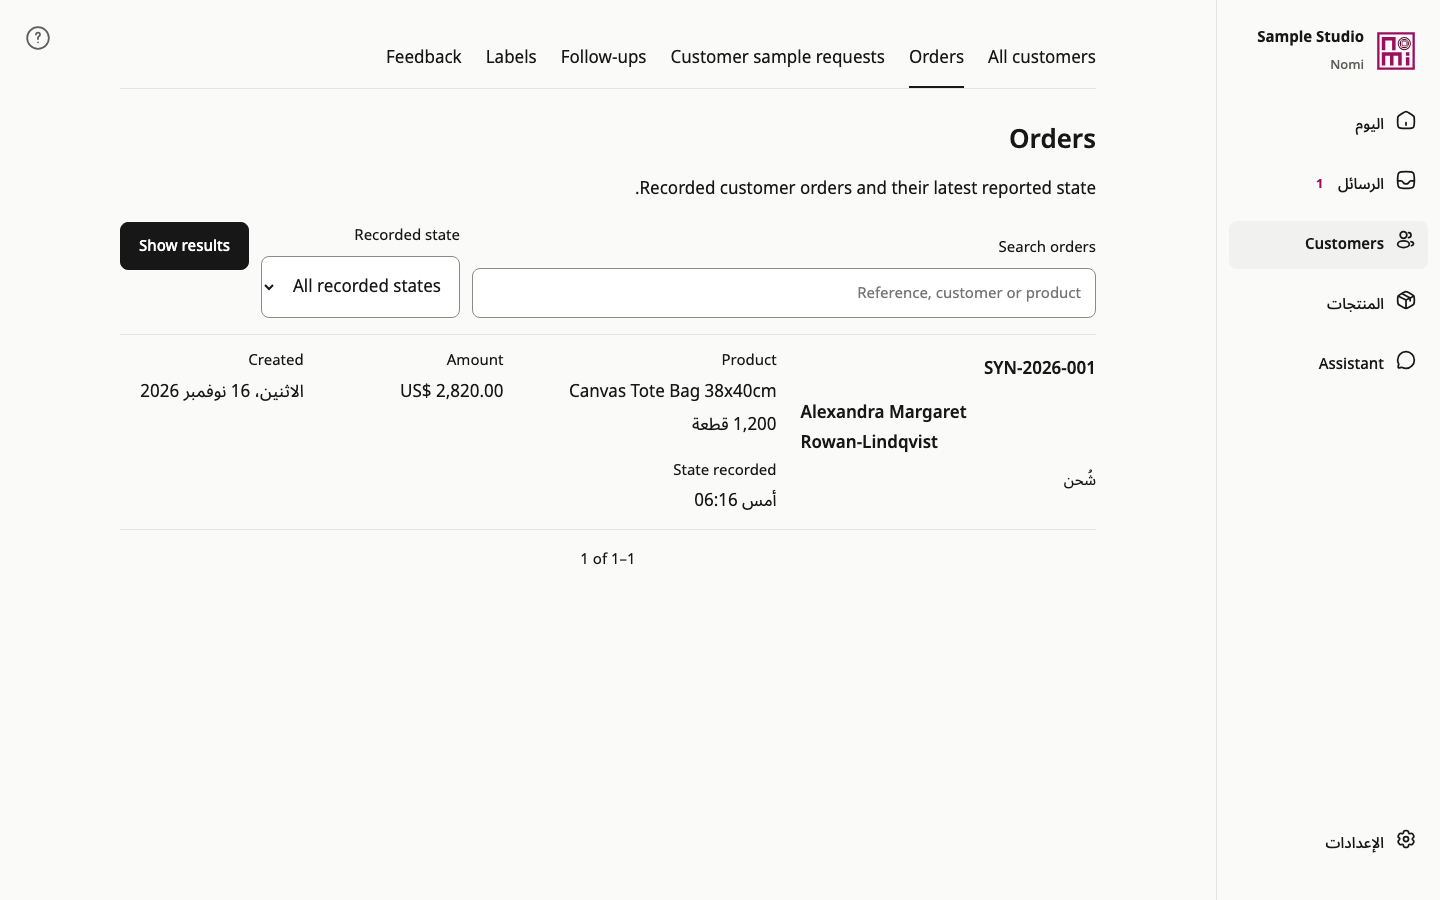 Sample Studio
Nomi
اليوم
الرسائل 1
Customers
المنتجات
Assistant
الإعدادات
All customers
Orders
Customer sample requests
Follow-ups
Labels
Feedback
Orders
Recorded customer orders and their latest reported state.
Search orders
Reference, customer or product
Recorded state
All recorded states
Show results
SYN-2026-001
Alexandra Margaret
Rowan-Lindqvist
شُحن
Product
Canvas Tote Bag 38x40cm
1,200 قطعة
State recorded
أمس 06:16
Amount
US$ 2,820.00
Created
الاثنين، 16 نوفمبر 2026
1 of 1–1